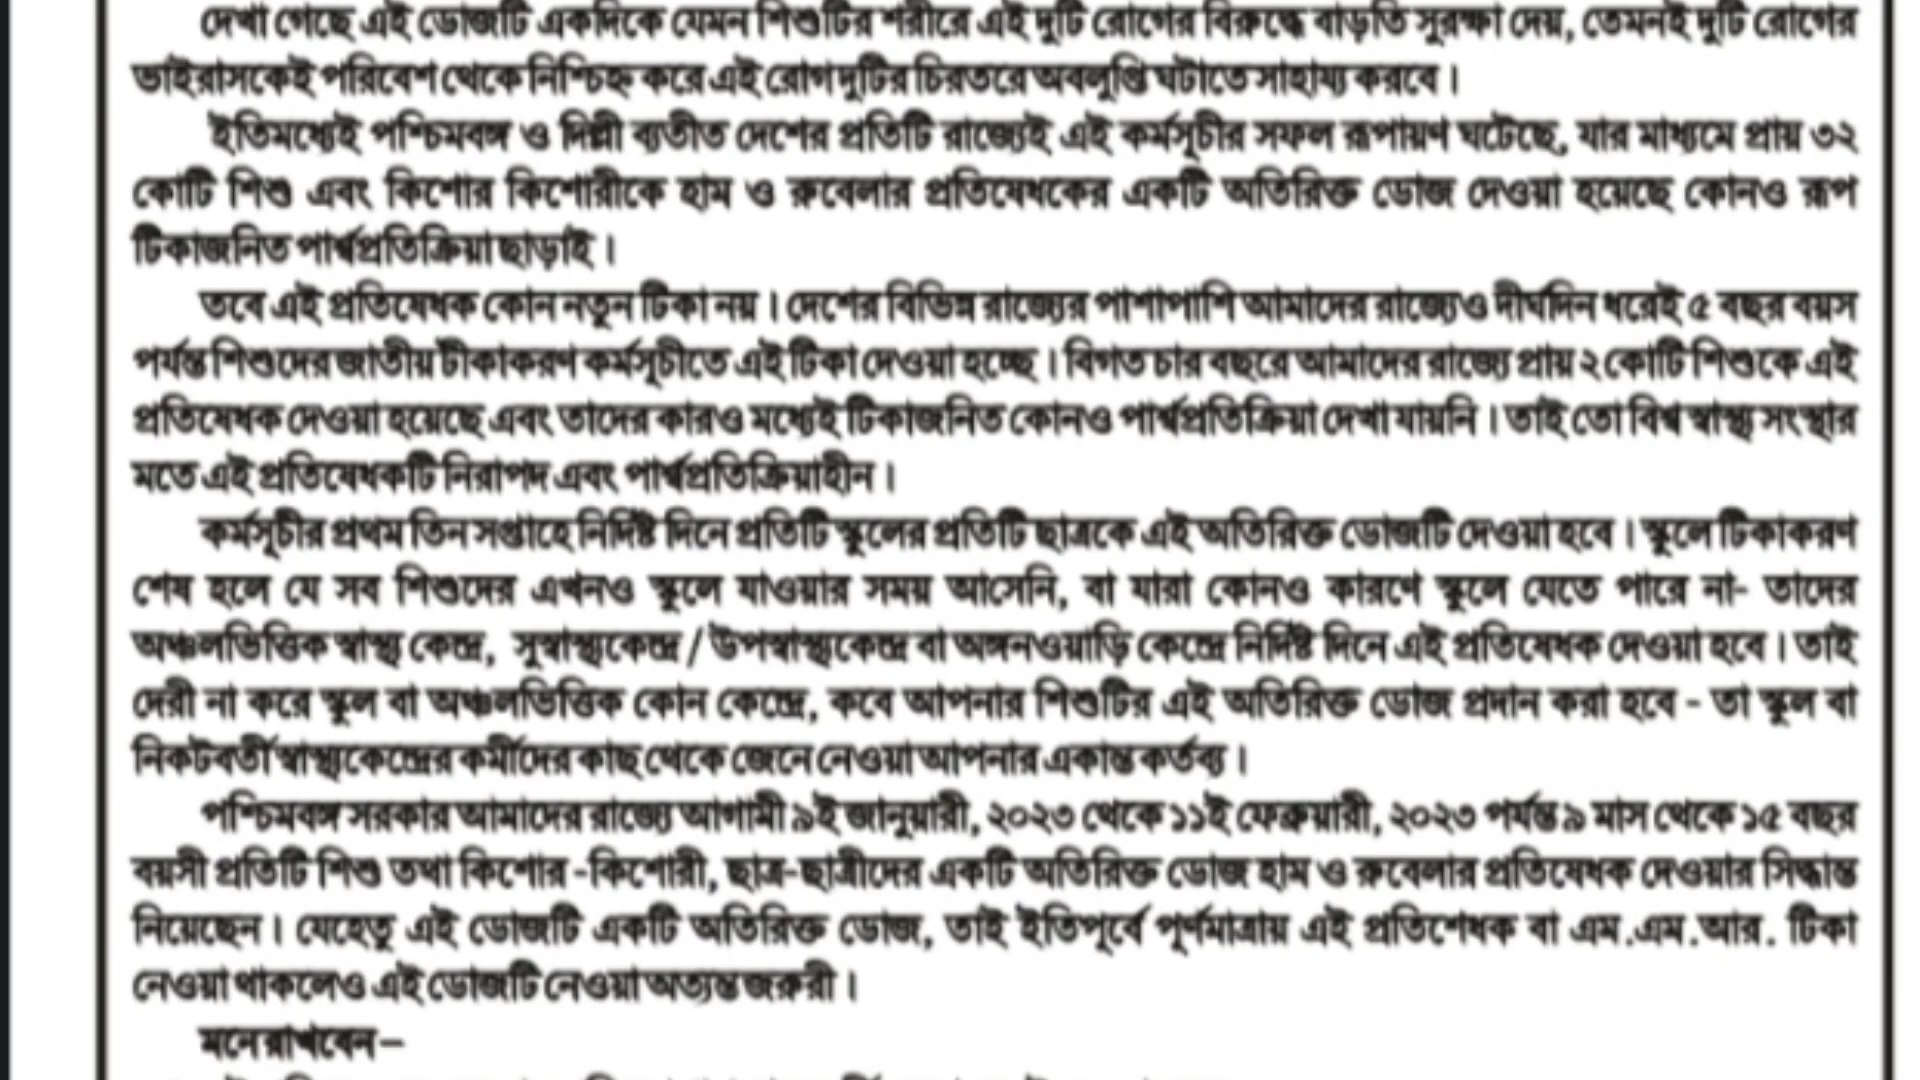 দেখা গেছে এই ডোজটি একদিকে যেমন শিশুটির শরীরে এই দুটি রোগের বিরুদ্ধে বাড়তি সুরক্ষা দেয়, তেমনই দুটি রোগের
ভাইরাসকেই পরিবেশ থেকে নিশ্চিহ্ন করে এই রোগ দুটির চিরতরে অবলুপ্তি ঘটাতে সাহায্য করবে।
ইতিমধ্যেই পশ্চিমবঙ্গ ও দিল্লী ব্যতীত দেশের প্রতিটি রাজ্যেই এই কর্মসূচীর সফল রূপায়ণ ঘটেছে, যার মাধ্যমে প্রায় ৩২
কোটি শিশু এবং কিশোর কিশোরীকে হাম ও রুবেলার প্রতিষেধকের একটি অতিরিক্ত ডোজ দেওয়া হয়েছে কোনও রূপ
টিকাজনিত পার্শ্বপ্রতিক্রিয়া ছাড়াই।
তবে এই প্রতিষেধক কোন নতুন টিকা নয়। দেশের বিভিন্ন রাজ্যের পাশাপাশি আমাদের রাজ্যেও দীর্ঘদিন ধরেই ৫ বছর বয়স
পর্যন্ত শিশুদের জাতীয় টীকাকরণ কর্মসূচীতে এই টিকা দেওয়া হচ্ছে। বিগত চার বছরে আমাদের রাজ্যে প্রায় ২ কোটি শিশুকে এই
প্রতিষেধক দেওয়া হয়েছে এবং তাদের কারও মধ্যেই টিকাজনিত কোনও পার্শ্বপ্রতিক্রিয়া দেখা যায়নি। তাই তো বিশ্ব স্বাস্থ্য সংস্থার
মতে এই প্রতিষেধকটি নিরাপদ এবং পার্শ্বপ্রতিক্রিয়াহীন।
কর্মসূচীর প্রথম তিন সপ্তাহে নির্দিষ্ট দিনে প্রতিটি স্কুলের প্রতিটি ছাত্রকে এই অতিরিক্ত ডোজটি দেওয়া হবে। স্কুলে টিকাকরণ
শেষ হলে যে সব শিশুদের এখনও স্কুলে যাওয়ার সময় আসেনি, বা যারা কোনও কারণে স্কুলে যেতে পারে না- তাদের
অঞ্চলভিত্তিক স্বাস্থ্য কেন্দ্রে, সুস্বাস্থ্যকেন্দ্রে / উপস্বাস্থ্যকেন্দ্রে বা অঙ্গনওয়াড়ি কেন্দ্রে নির্দিষ্ট দিনে এই প্রতিষেধক দেওয়া হবে। তাই
দেরী না করে স্কুল বা অঞ্চলভিত্তিক কোন কেন্দ্রে, কবে আপনার শিশুটির এই অতিরিক্ত ডোজ প্রদান করা হবে - তা স্কুল বা
নিকটবর্তী স্বাস্থ্যকেন্দ্রের কর্মীদের কাছ থেকে জেনে নেওয়া আপনার একান্ত কর্তব্য।
পশ্চিমবঙ্গ সরকার আমাদের রাজ্যে আগামী ৯ই জানুয়ারী, ২০২৩ থেকে ১১ই ফেব্রুয়ারী, ২০২৩ পর্যন্ত ৯ মাস থেকে ১৫ বছর
বয়সী প্রতিটি শিশু তথা কিশোর -কিশোরী, ছাত্র-ছাত্রীদের একটি অতিরিক্ত ডোজ হাম ও রুবেলার প্রতিষেধক দেওয়ার সিদ্ধান্ত
নিয়েছেন। যেহেতু এই ডোজটি একটি অতিরিক্ত ডোজ, তাই ইতিপূর্বে পূর্ণমাত্রায় এই প্রতিশেধক বা এম.এম.আর. টিকা
নেওয়া থাকলেও এই ডোজটি নেওয়া অত্যন্ত জরুরী।
মনে রাখবেন–